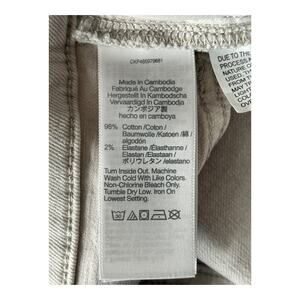 Made In Cambodia
Fabriqué Au Cambodge
Hergestellt In Kambodscha
Vervaardigd In Cambodja
カンボジア製
hecho en camboya
98% Cotton /Coton /
Baumwolle /Katoen /綿 /
algodón
2% Elastane /Elasthanne /
Elastan /Elastaan /
ポリウレタン /elastano
Turn Inside Out. Machine
Wash Cold With Like Colors.
Non-Chlorine Bleach Only.
Tumble Dry Low. Iron On
Lowest Setting.
DUE TO THE
PROCESS A
NATURE O
USED, TH